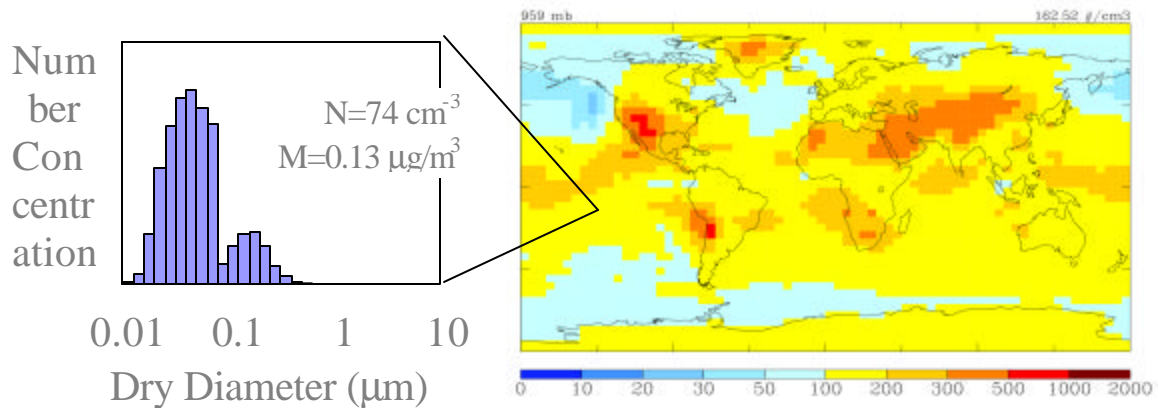 Num
ber
Con
centr
ation
N=74 cm-3
M=0.13 μg/m3
0.01 0.1 1 10
Dry Diameter (μm)
959 mb 162.52 #/cm3
0 10 20 30 50 100 200 300 500 1000 2000